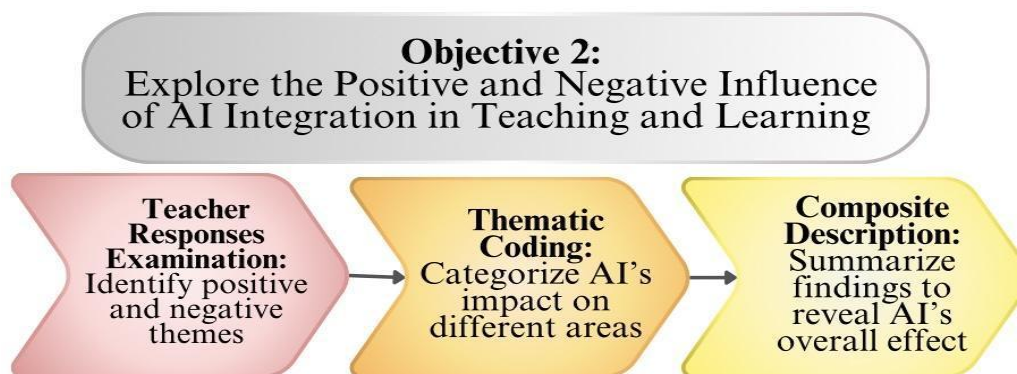 Objective 2:
Explore the Positive and Negative Influence
of AI Integration in Teaching and Learning
Teacher
Responses
Examination:
Identify positive
and negative
themes
Thematic
Coding:
Categorize AI's
impact on
different areas
Composite
Description:
Summarize
findings to
reveal AI's
overall effect